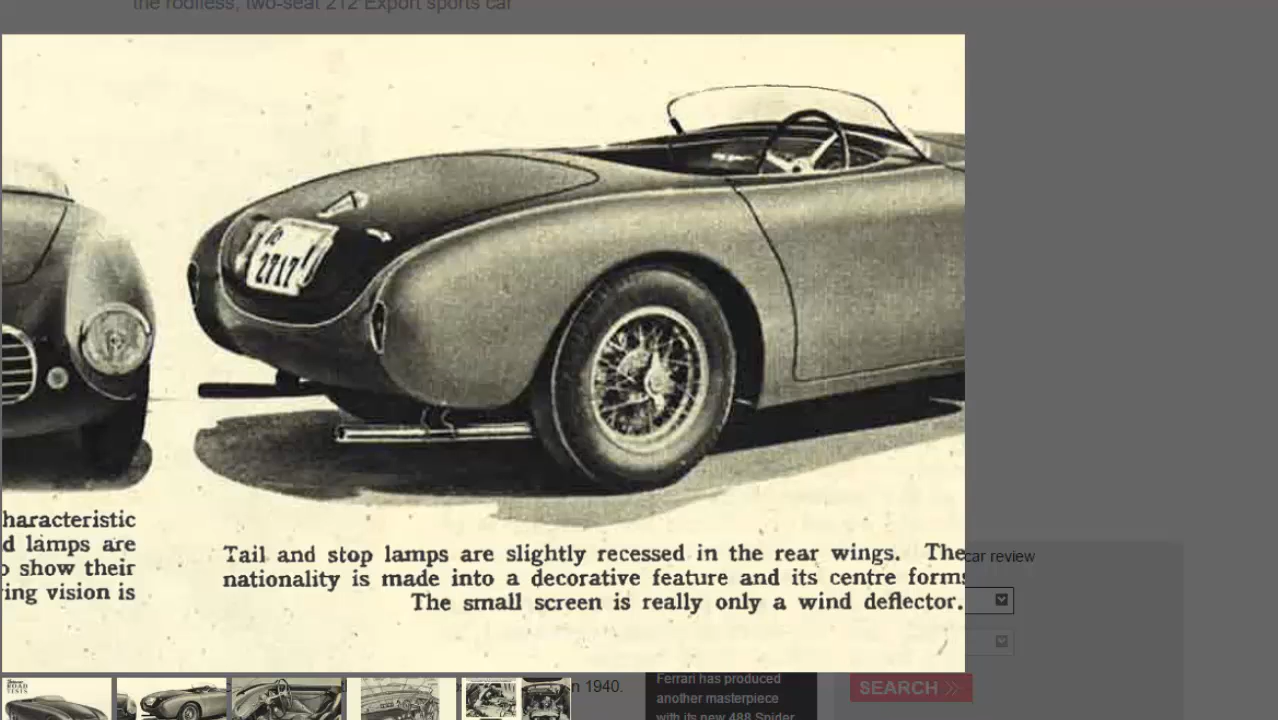 the rodless, two-seat 212 Export sports car
2717
haracteristic
d lamps are
o show their
ing vision is
Tail and stop lamps are slightly recessed in the rear wings. The
nationality is made into a decorative feature and its centre forms
The small screen is really only a wind deflector.
car review
ROAD
TESTS
n 1940.
Ferrari has produced
another masterpiece
with its new 488 Spider
SEARCH